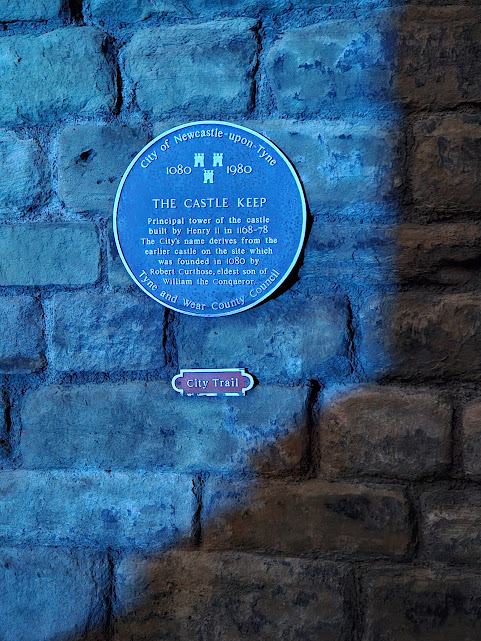 City of Newcastle-upon-Tyne
1080 1980
THE CASTLE KEEP
Principal tower of the castle
built by Henry II in 1168-78
The City's name derives from the
earlier castle on the site which
was founded in 1080 by
Robert Curthose, eldest son of
William the Conqueror.
Tyne and Wear County Council
City Trail